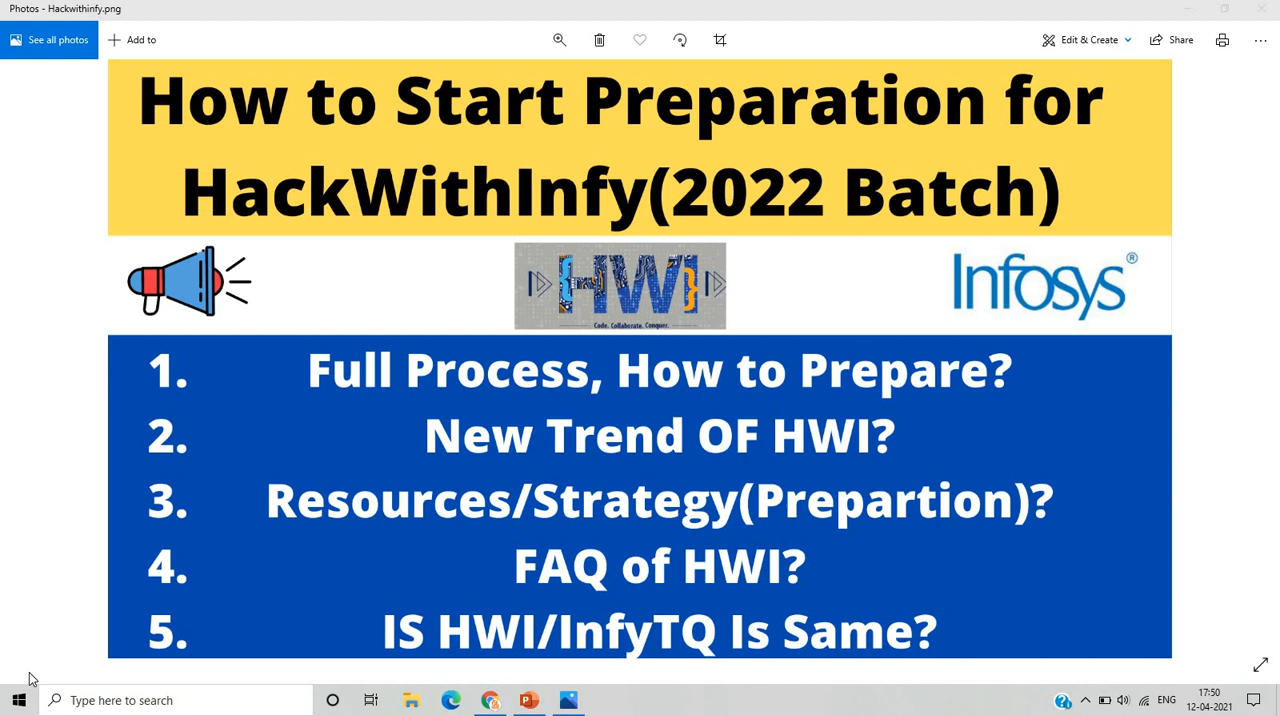 Photos - Hackwithinfy.png
See all photos
Add to
Edit & Create
Share
How to Start Preparation for
HackWithInfy(2022 Batch)
{HWI}
Code. Collaborate. Conquer.
Infosys®
1. Full Process, How to Prepare?
2. New Trend OF HWI?
3. Resources/Strategy(Prepartion)?
4. FAQ of HWI?
5. IS HWI/InfyTQ Is Same?
Type here to search
ENG
17:50
12-04-2021